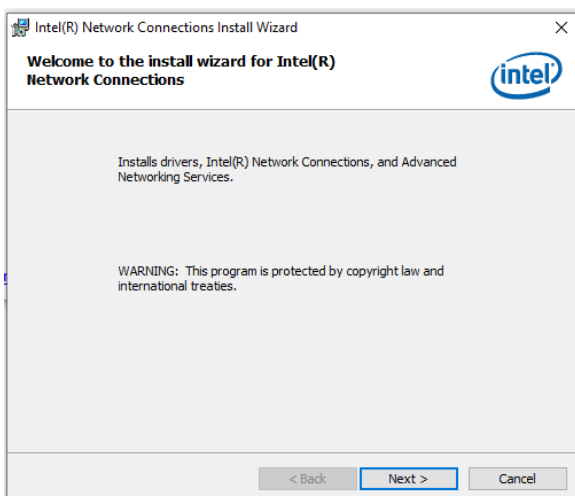 Intel(R) Network Connections Install Wizard
Welcome to the install wizard for Intel(R)
Network Connections
intel
Installs drivers, Intel(R) Network Connections, and Advanced
Networking Services.
WARNING: This program is protected by copyright law and
international treaties.
< Back
Next >
Cancel